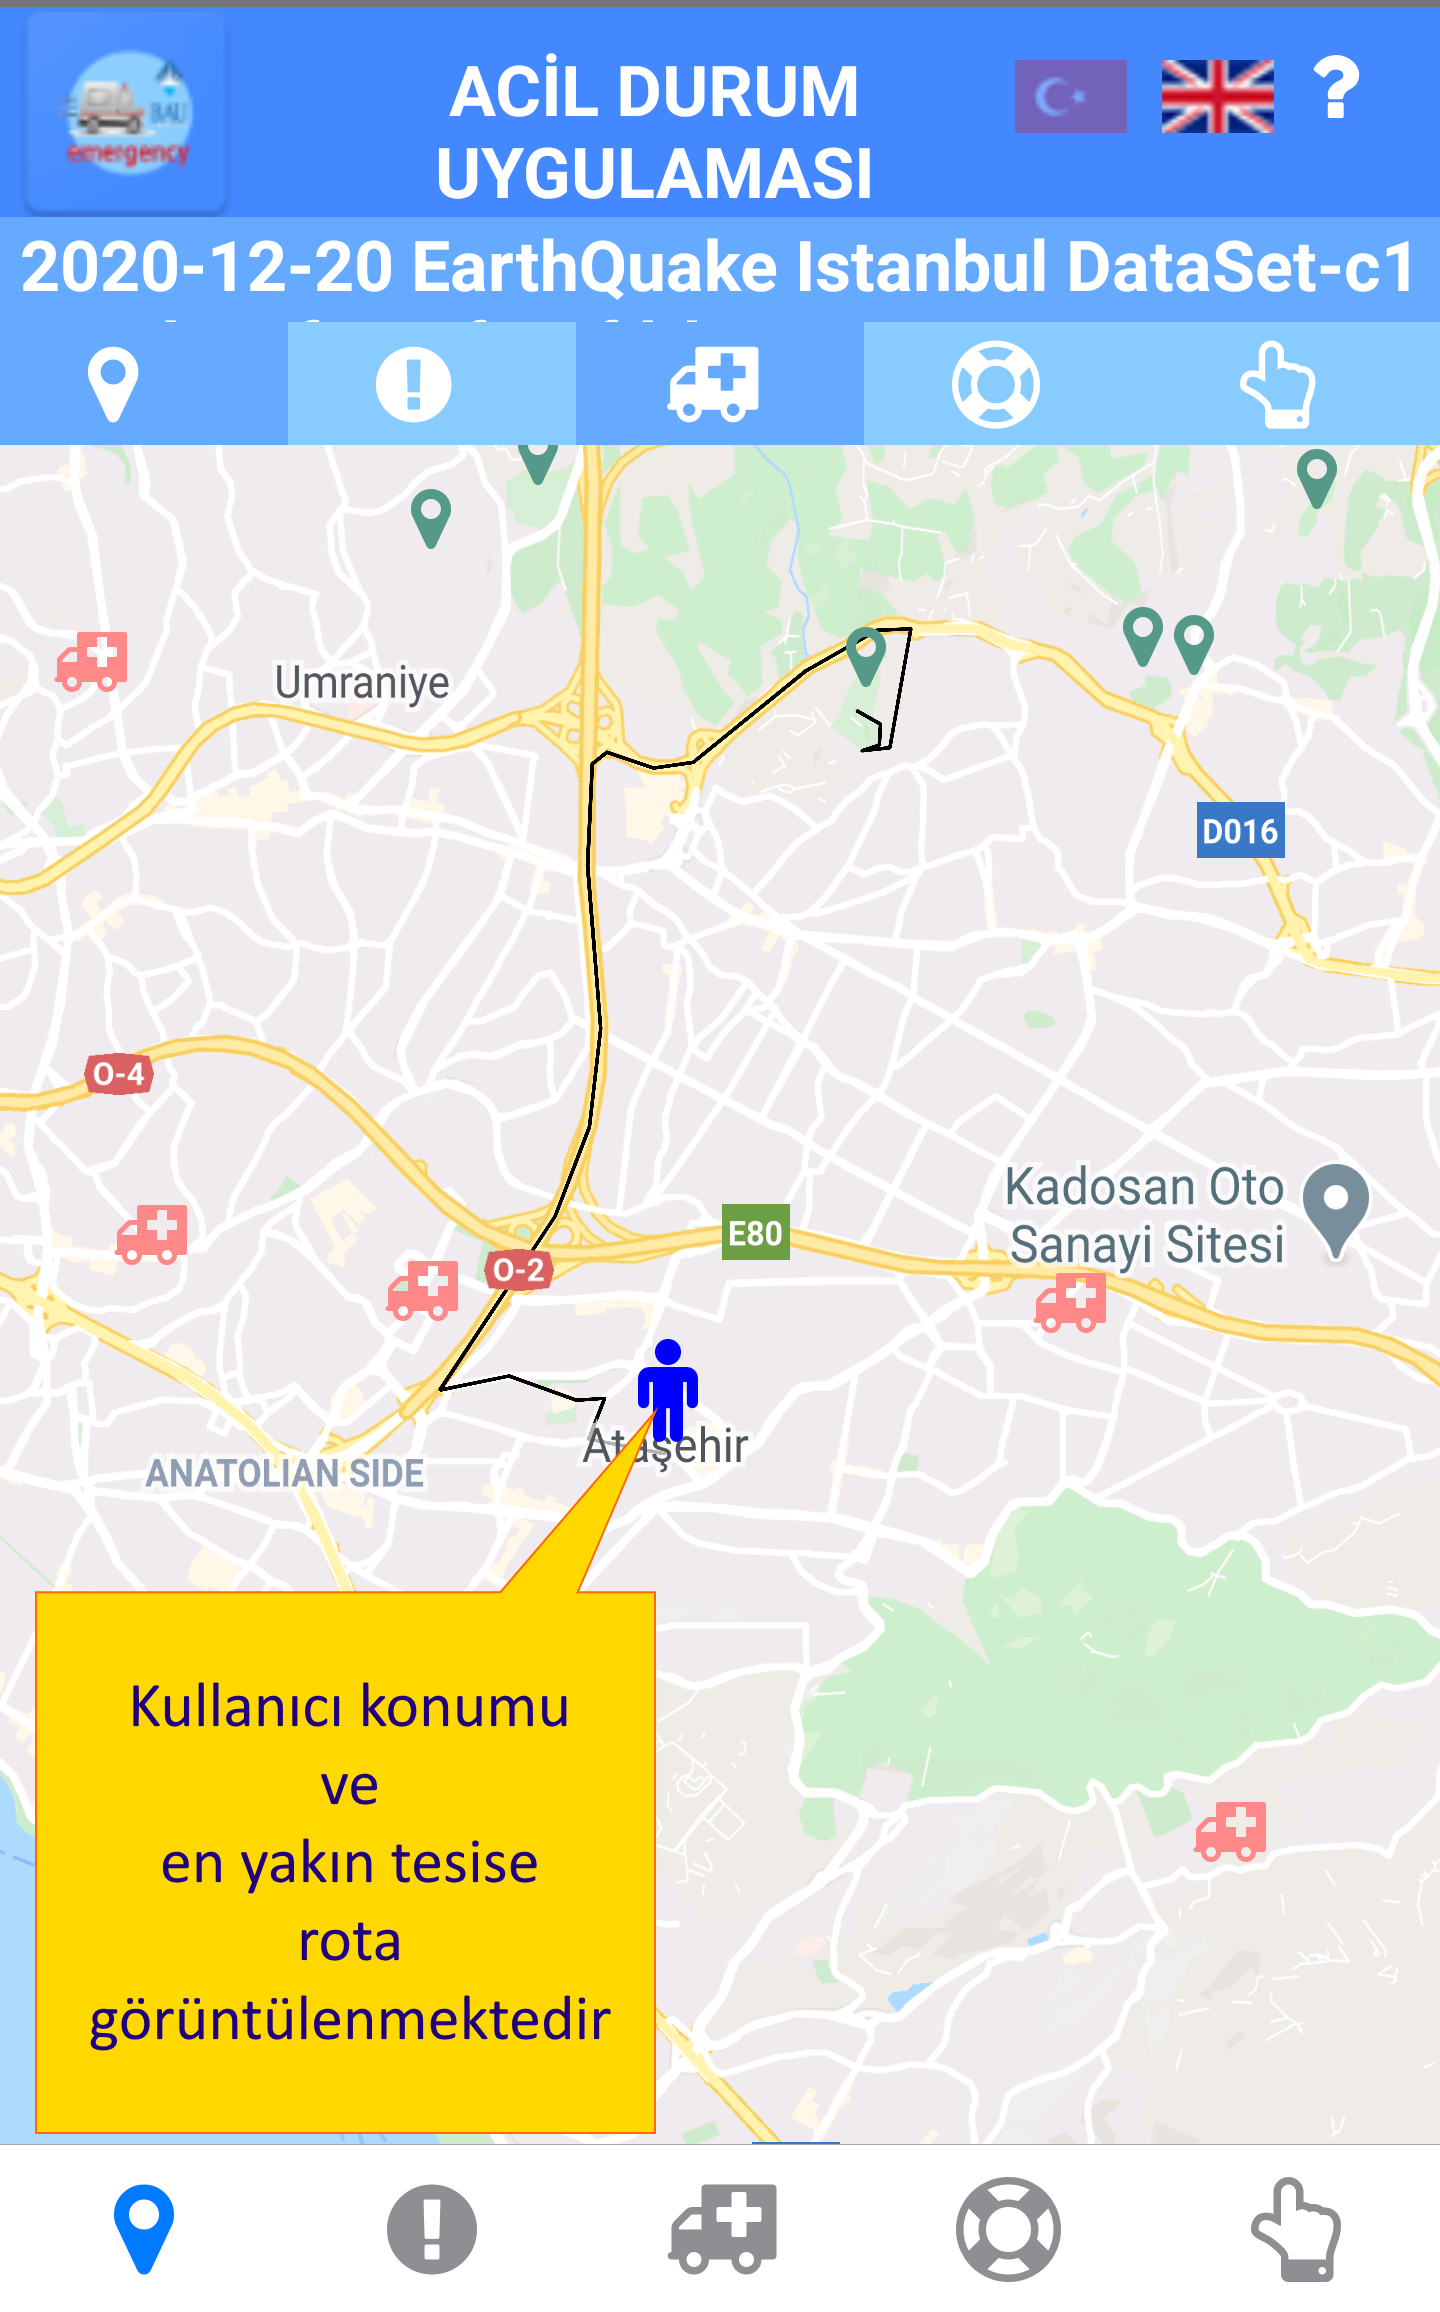 BAU
emergency
ACİL DURUM
UYGULAMASI
?
2020-12-20 EarthQuake Istanbul DataSet-c1
Umraniye
D016
O-4
Kadosan Oto
Sanayi Sitesi
E80
O-2
Ataşehir
ANATOLIAN SIDE
Kullanıcı konumu
ve
en yakın tesise
rota
görüntülenmektedir